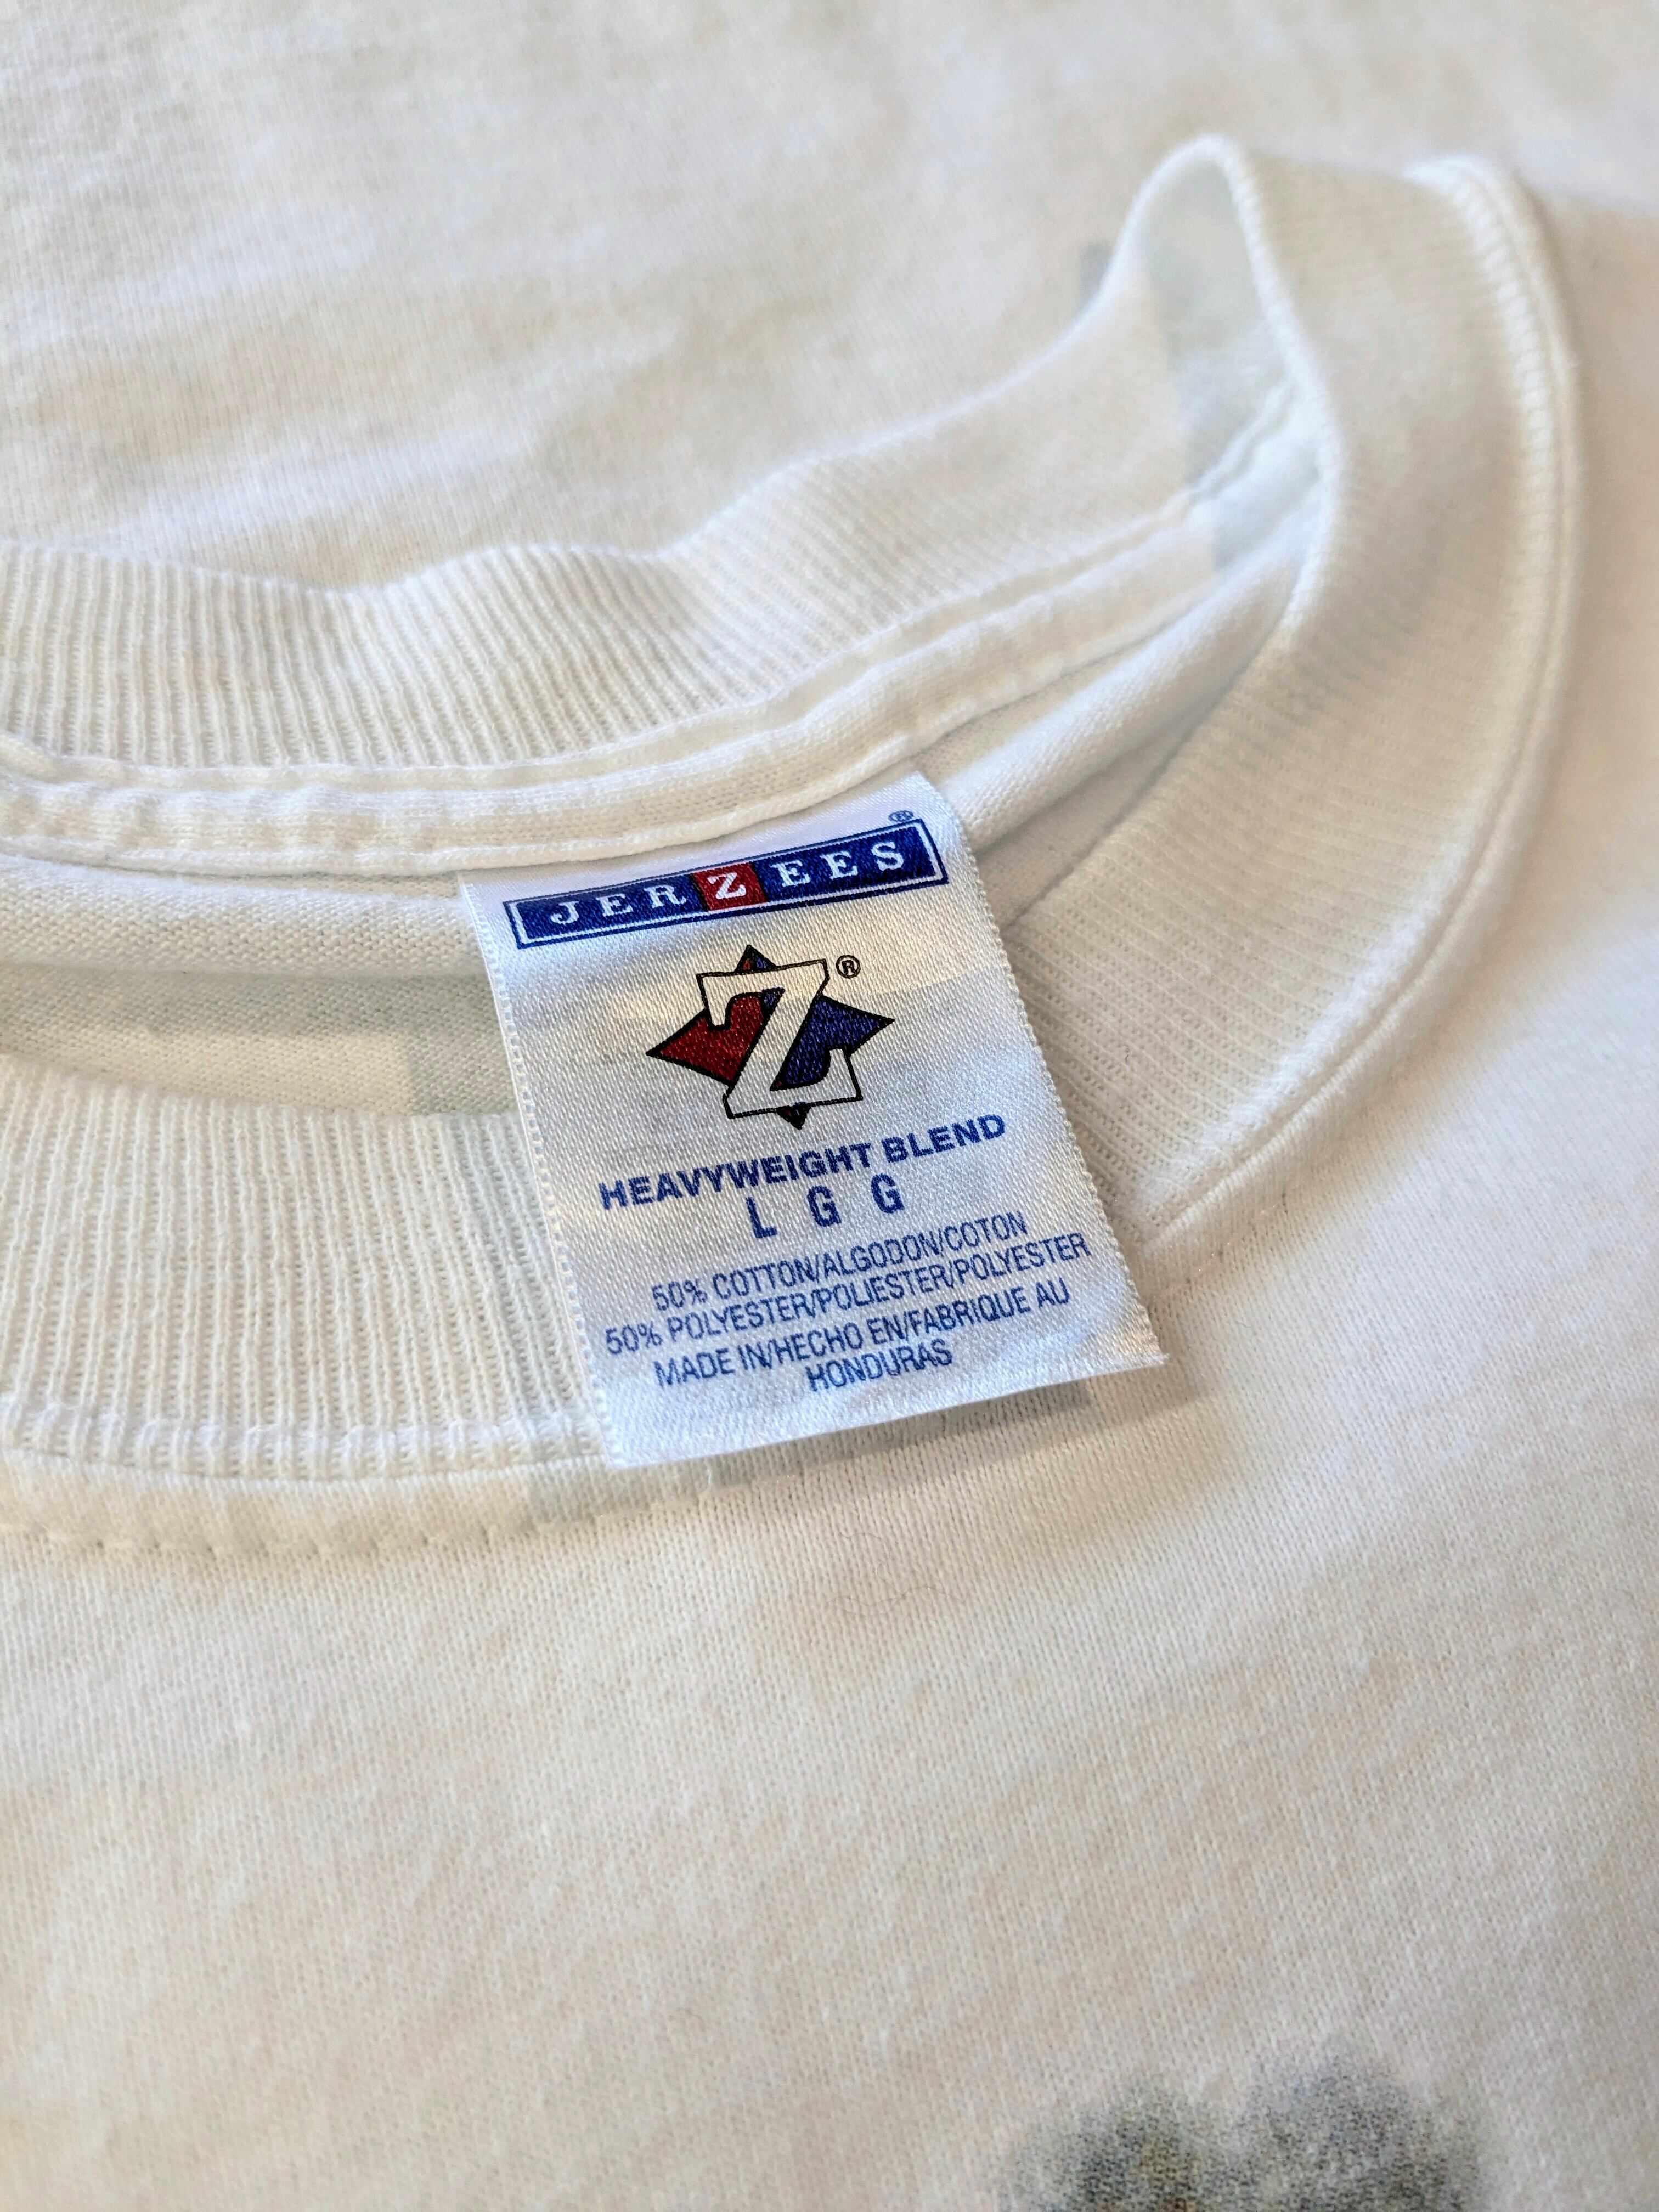 JERZEES®
Z®
HEAVYWEIGHT BLEND
L G G
50% COTTON/ALGODON/COTON
50% POLYESTER/POLIESTER/POLYESTER
MADE IN/HECHO EN/FABRIQUE AU
HONDURAS